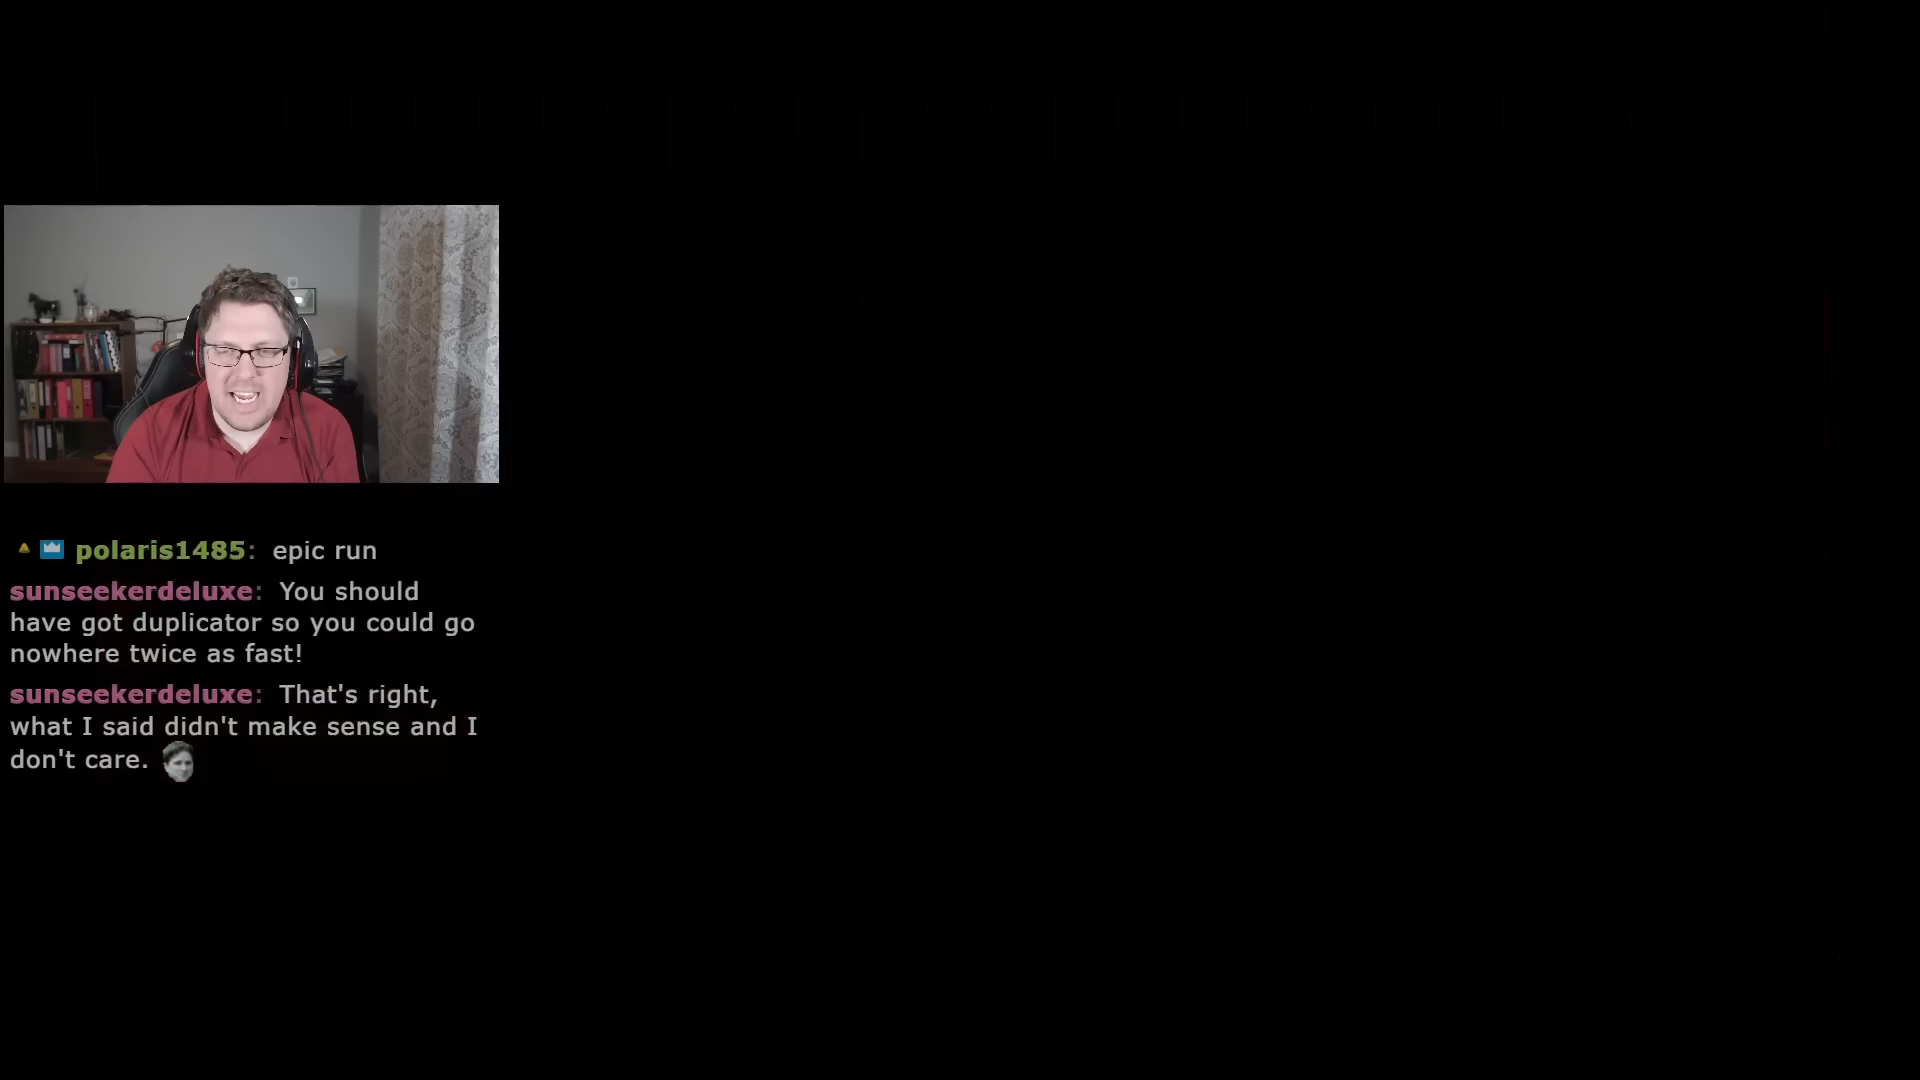 polaris1485: epic run
sunseekerdeluxe: You should
have got duplicator so you could go
nowhere twice as fast!
sunseekerdeluxe: That's right,
what I said didn't make sense and I
don't care.